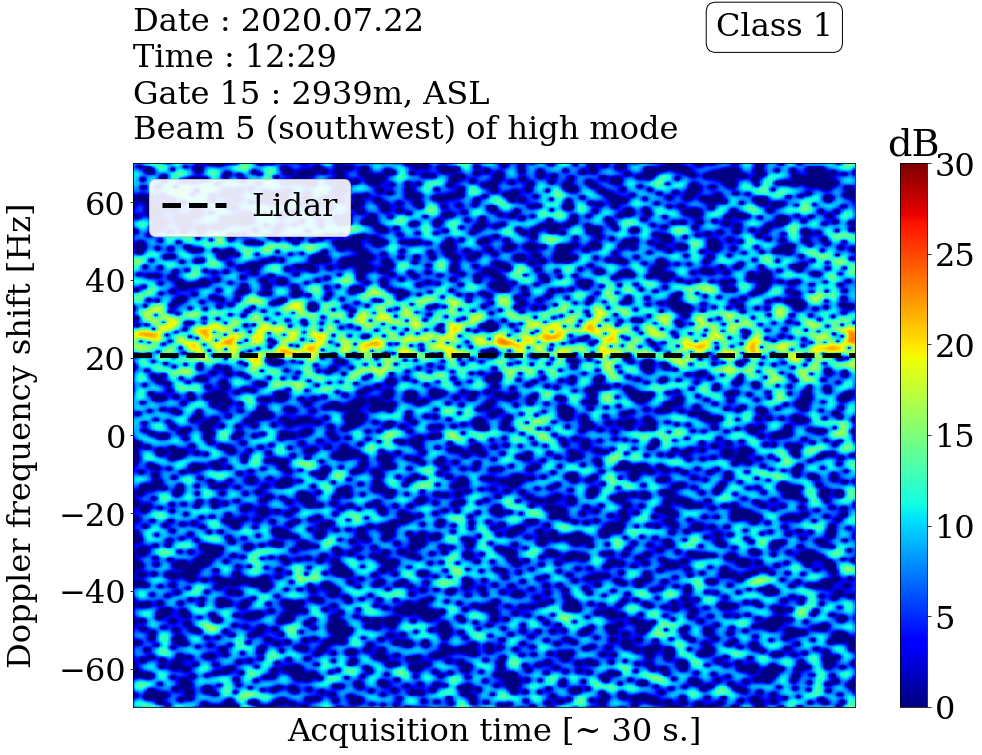 Date : 2020.07.22
Time : 12:29
Gate 15 : 2939m, ASL
Beam 5 (southwest) of high mode
Class 1
dB
Lidar
Doppler frequency shift [Hz]
60
40
20
0
−20
−40
−60
30
25
20
15
10
5
0
Acquisition time [~ 30 s.]